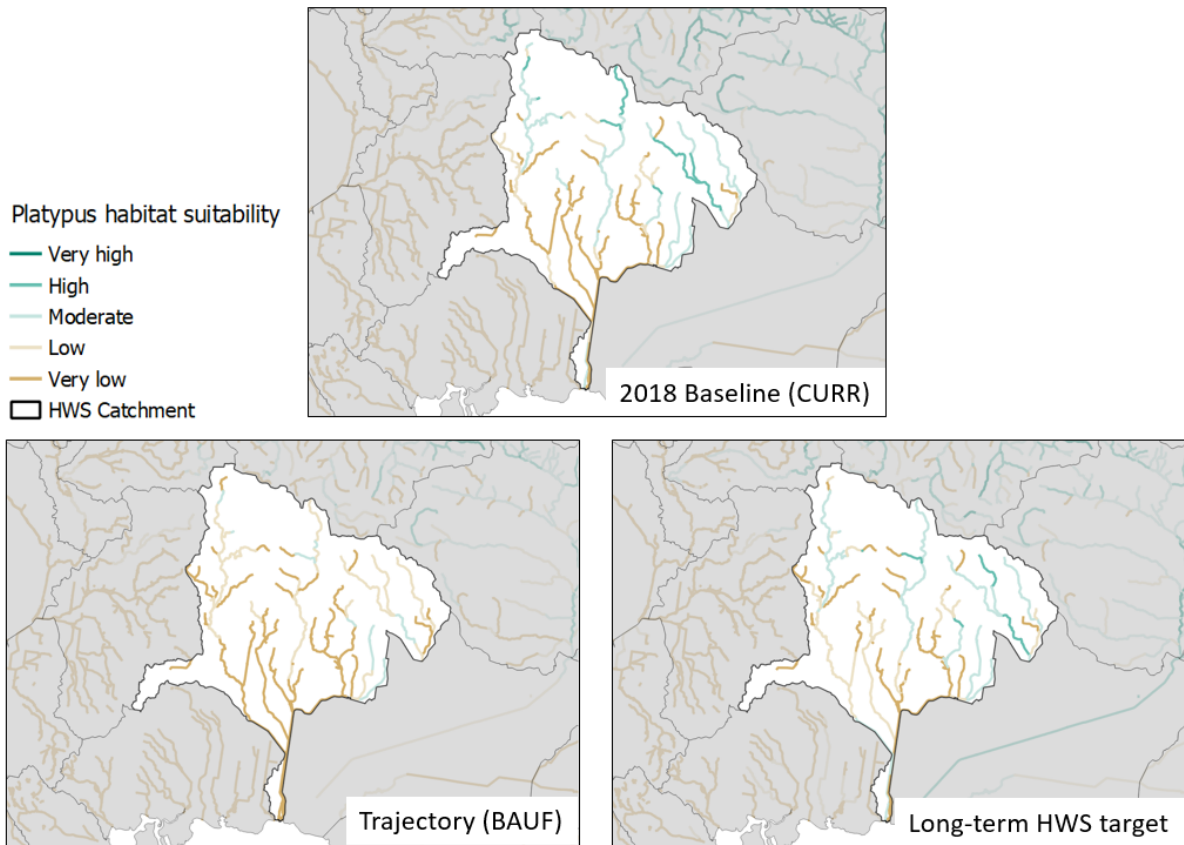 Platypus habitat suitability
Very high
High
Moderate
Low
Very low
HWS Catchment
2018 Baseline (CURR)
Trajectory (BAUF)
Long-term HWS target